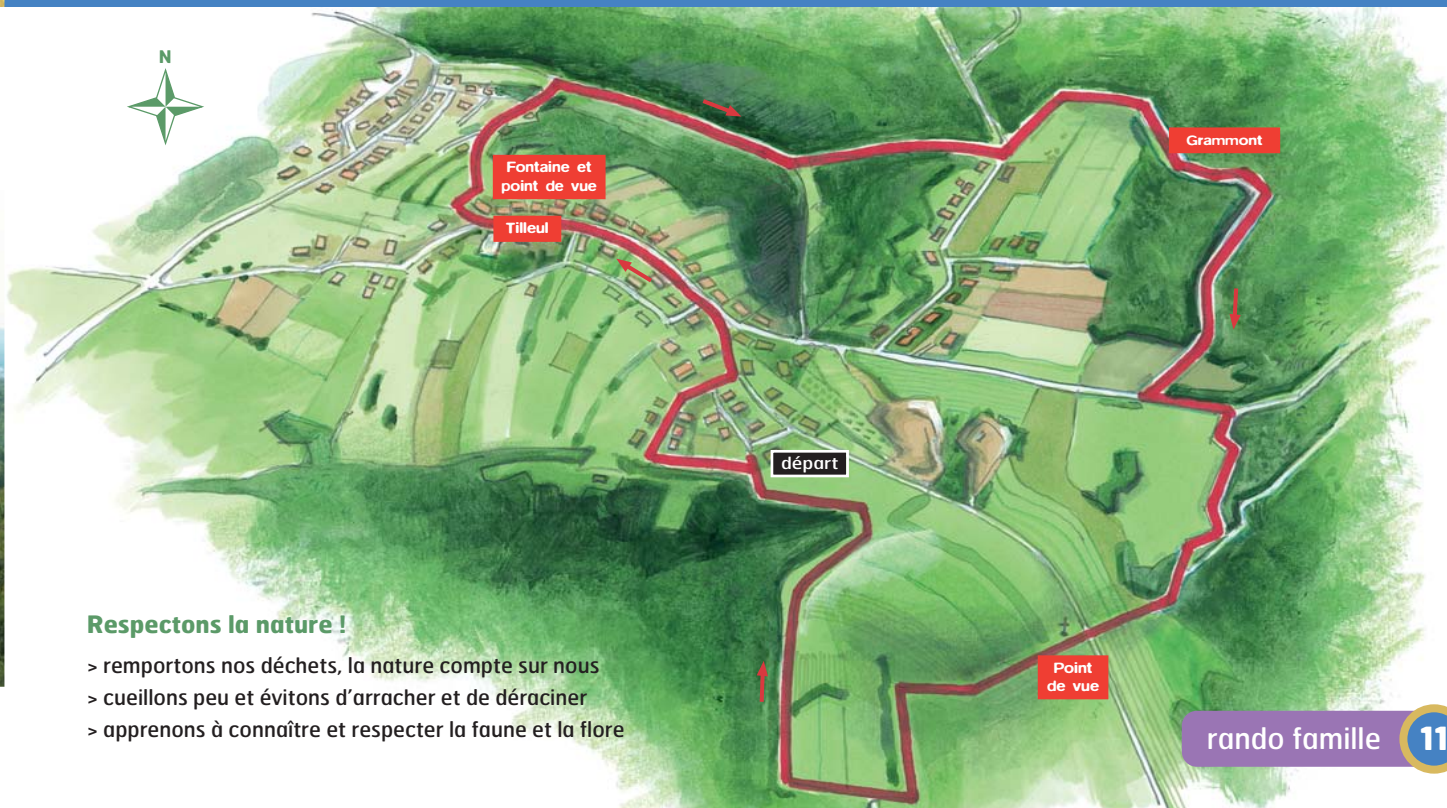 N
Grammont
Fontaine et
point de vue
Tilleul
départ
Respectons la nature !
> remportons nos déchets, la nature compte sur nous
> cueillons peu et évitons d'arracher et de déraciner
> apprenons à connaître et respecter la faune et la flore
Point
de vue
rando famille 11